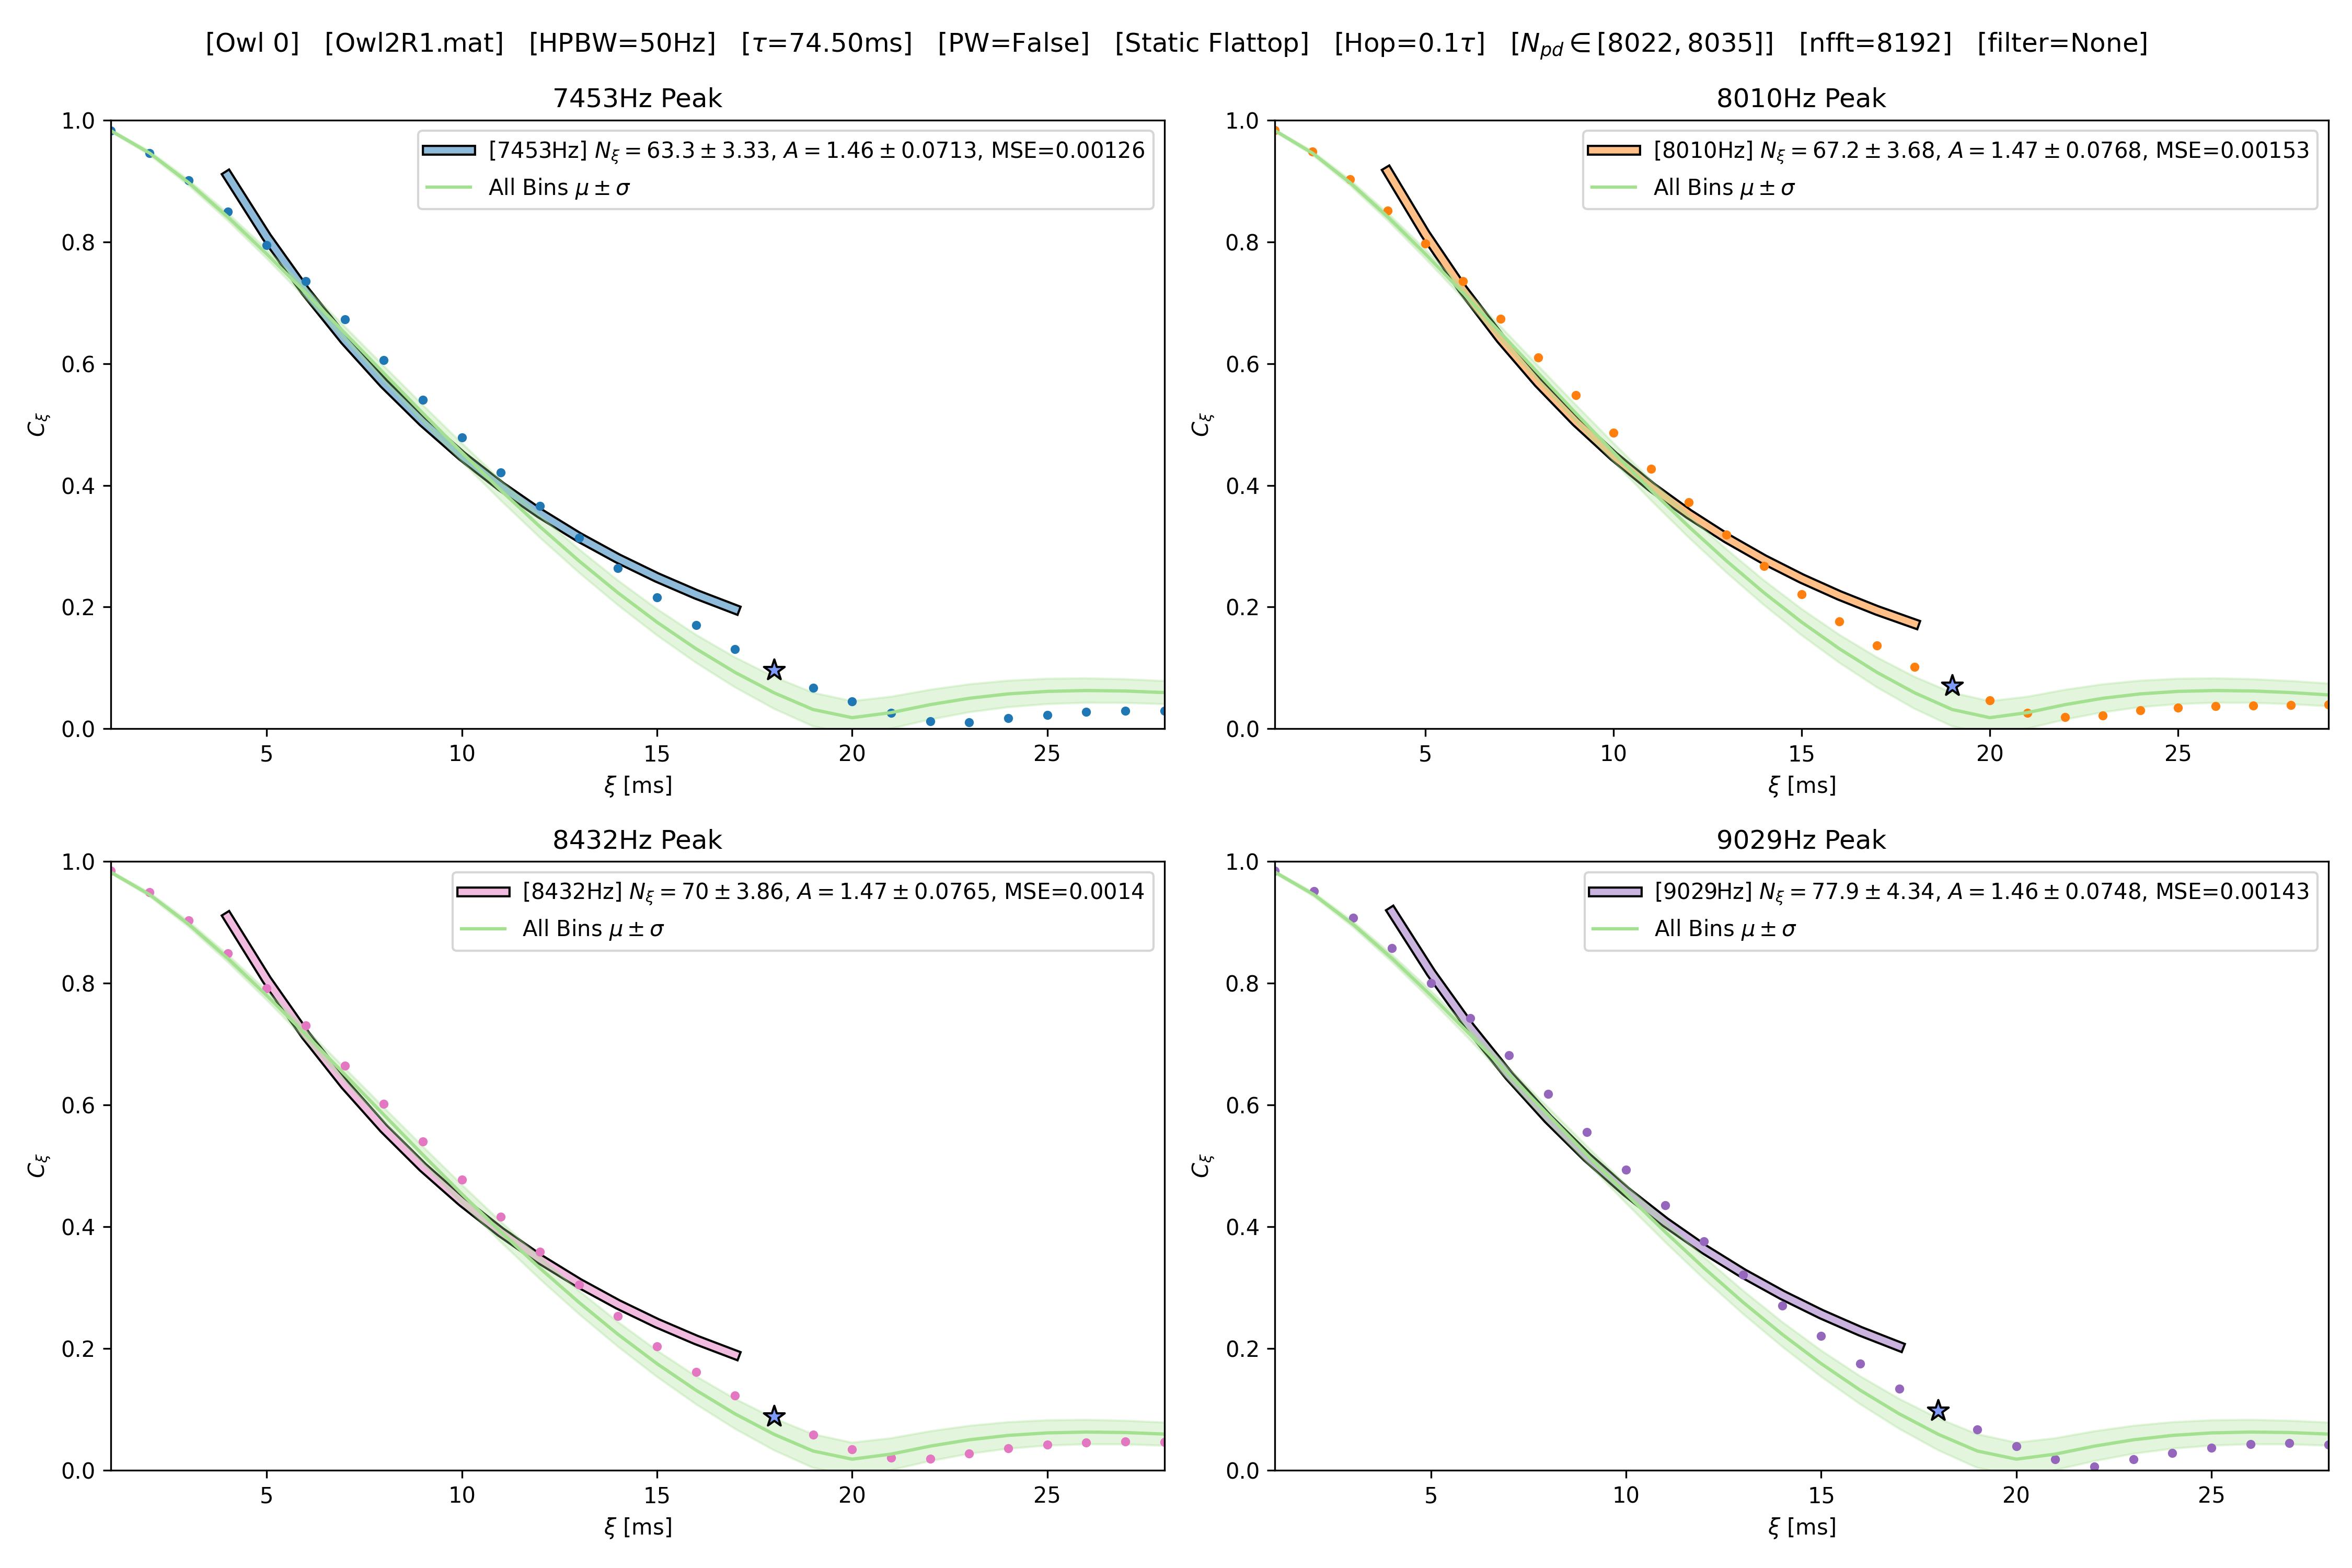 [Owl 0] [Owl2R1.mat] [HPBW=50Hz] [τ=74.50ms] [PW=False] [Static Flattop] [Hop=0.1τ] [N_pd ∈ [8022, 8035]] [nfft=8192] [filter=None]
7453Hz Peak
[7453Hz] N_ξ = 63.3 ± 3.33, A = 1.46 ± 0.0713, MSE=0.00126
All Bins μ ± σ
1.0
0.8
0.6
0.4
0.2
0.0
C_ξ
5 10 15 20 25
ξ [ms]
8010Hz Peak
[8010Hz] N_ξ = 67.2 ± 3.68, A = 1.47 ± 0.0768, MSE=0.00153
All Bins μ ± σ
1.0
0.8
0.6
0.4
0.2
0.0
C_ξ
5 10 15 20 25
ξ [ms]
8432Hz Peak
[8432Hz] N_ξ = 70 ± 3.86, A = 1.47 ± 0.0765, MSE=0.0014
All Bins μ ± σ
1.0
0.8
0.6
0.4
0.2
0.0
C_ξ
5 10 15 20 25
ξ [ms]
9029Hz Peak
[9029Hz] N_ξ = 77.9 ± 4.34, A = 1.46 ± 0.0748, MSE=0.00143
All Bins μ ± σ
1.0
0.8
0.6
0.4
0.2
0.0
C_ξ
5 10 15 20 25
ξ [ms]